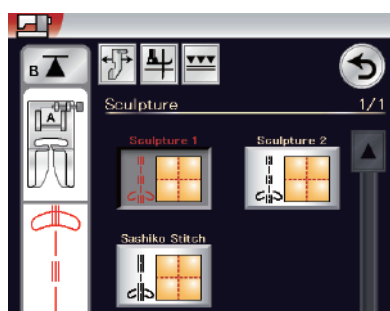 B
A
Sculpture 1/1
Sculpture 1 Sculpture 2
Sashiko Stitch